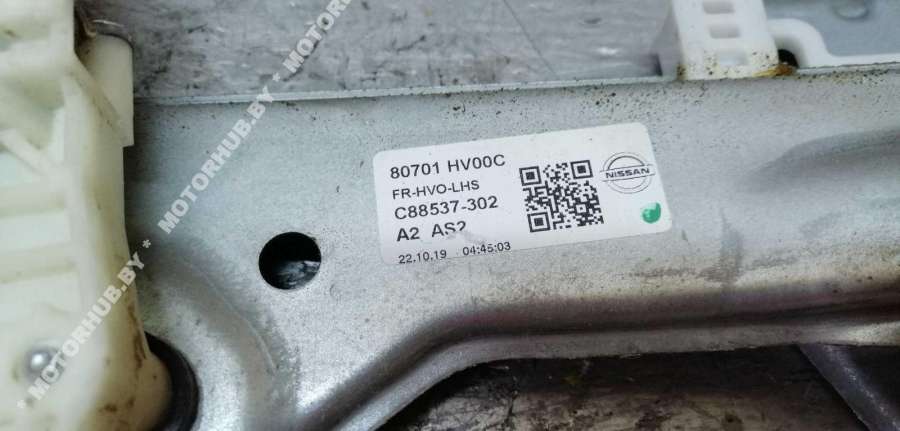 80701 HV00C
FR-HVO-LHS
C88537-302
A2 AS2
22.10.19 04:45:03
NISSAN
* MOTORHUB.BY * MOTORHUB.BY * MOTORHUB.BY